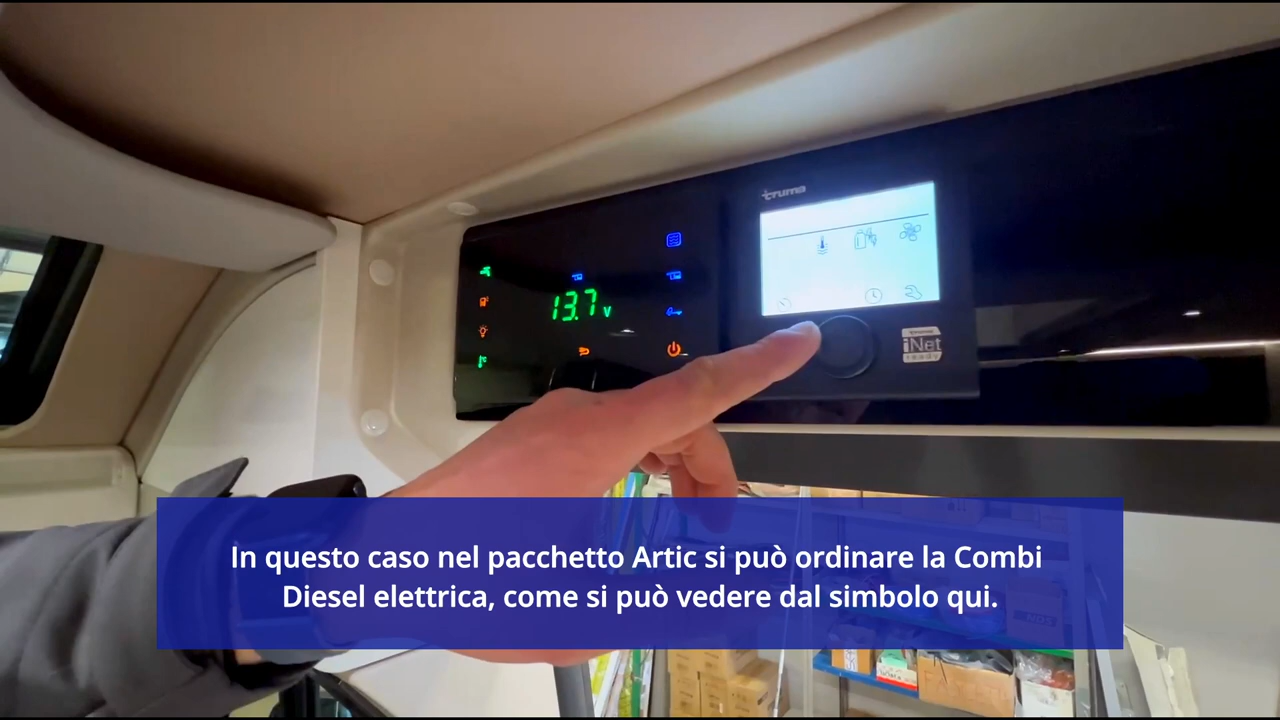 truma
13.7 v
iNet
ready
In questo caso nel pacchetto Artic si può ordinare la Combi
Diesel elettrica, come si può vedere dal simbolo qui.
NDS